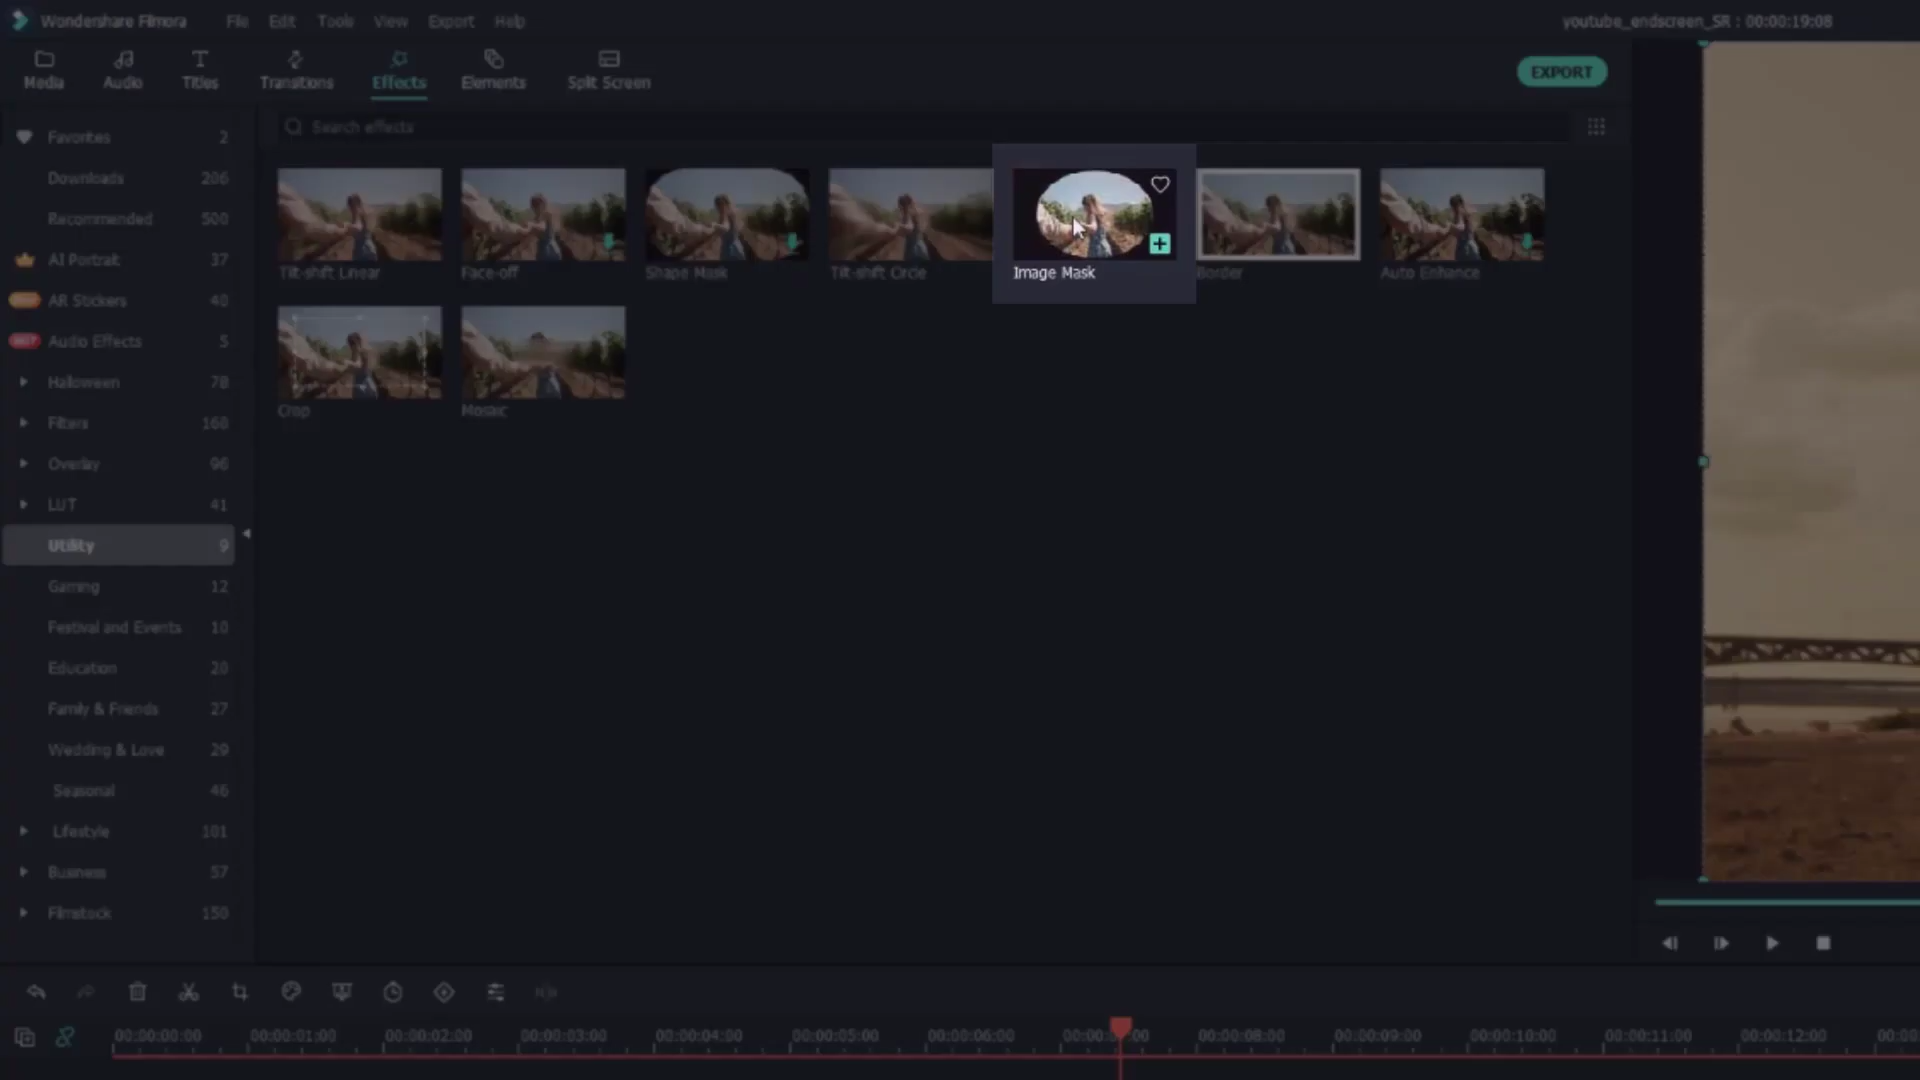 Wondershare Filmora File Edit Tools View Export Help youtube_endscreen_SR : 00:00:19:08
Media Audio Titles Transitions Effects Elements Split Screen EXPORT
Search effects
Favorites 2
Downloads 206
Recommended 500
AI Portrait 37
AR Stickers 40
HOT Audio Effects 5
Halloween 78
Filters 168
Overlay 96
LUT 41
Utility 9
Gaming 12
Festival and Events 10
Education 20
Family & Friends 27
Wedding & Love 29
Seasonal 46
Lifestyle 181
Business 57
Filmstock 150
Tilt-shift Linear Face-off Shape Mask Tilt-shift Circle Image Mask Border Auto Enhance
Crop Mosaic
00:00:00:00 00:00:01:00 00:00:02:00 00:00:03:00 00:00:04:00 00:00:05:00 00:00:06:00 00:00:08:00 00:00:09:00 00:00:10:00 00:00:11:00 00:00:12:00